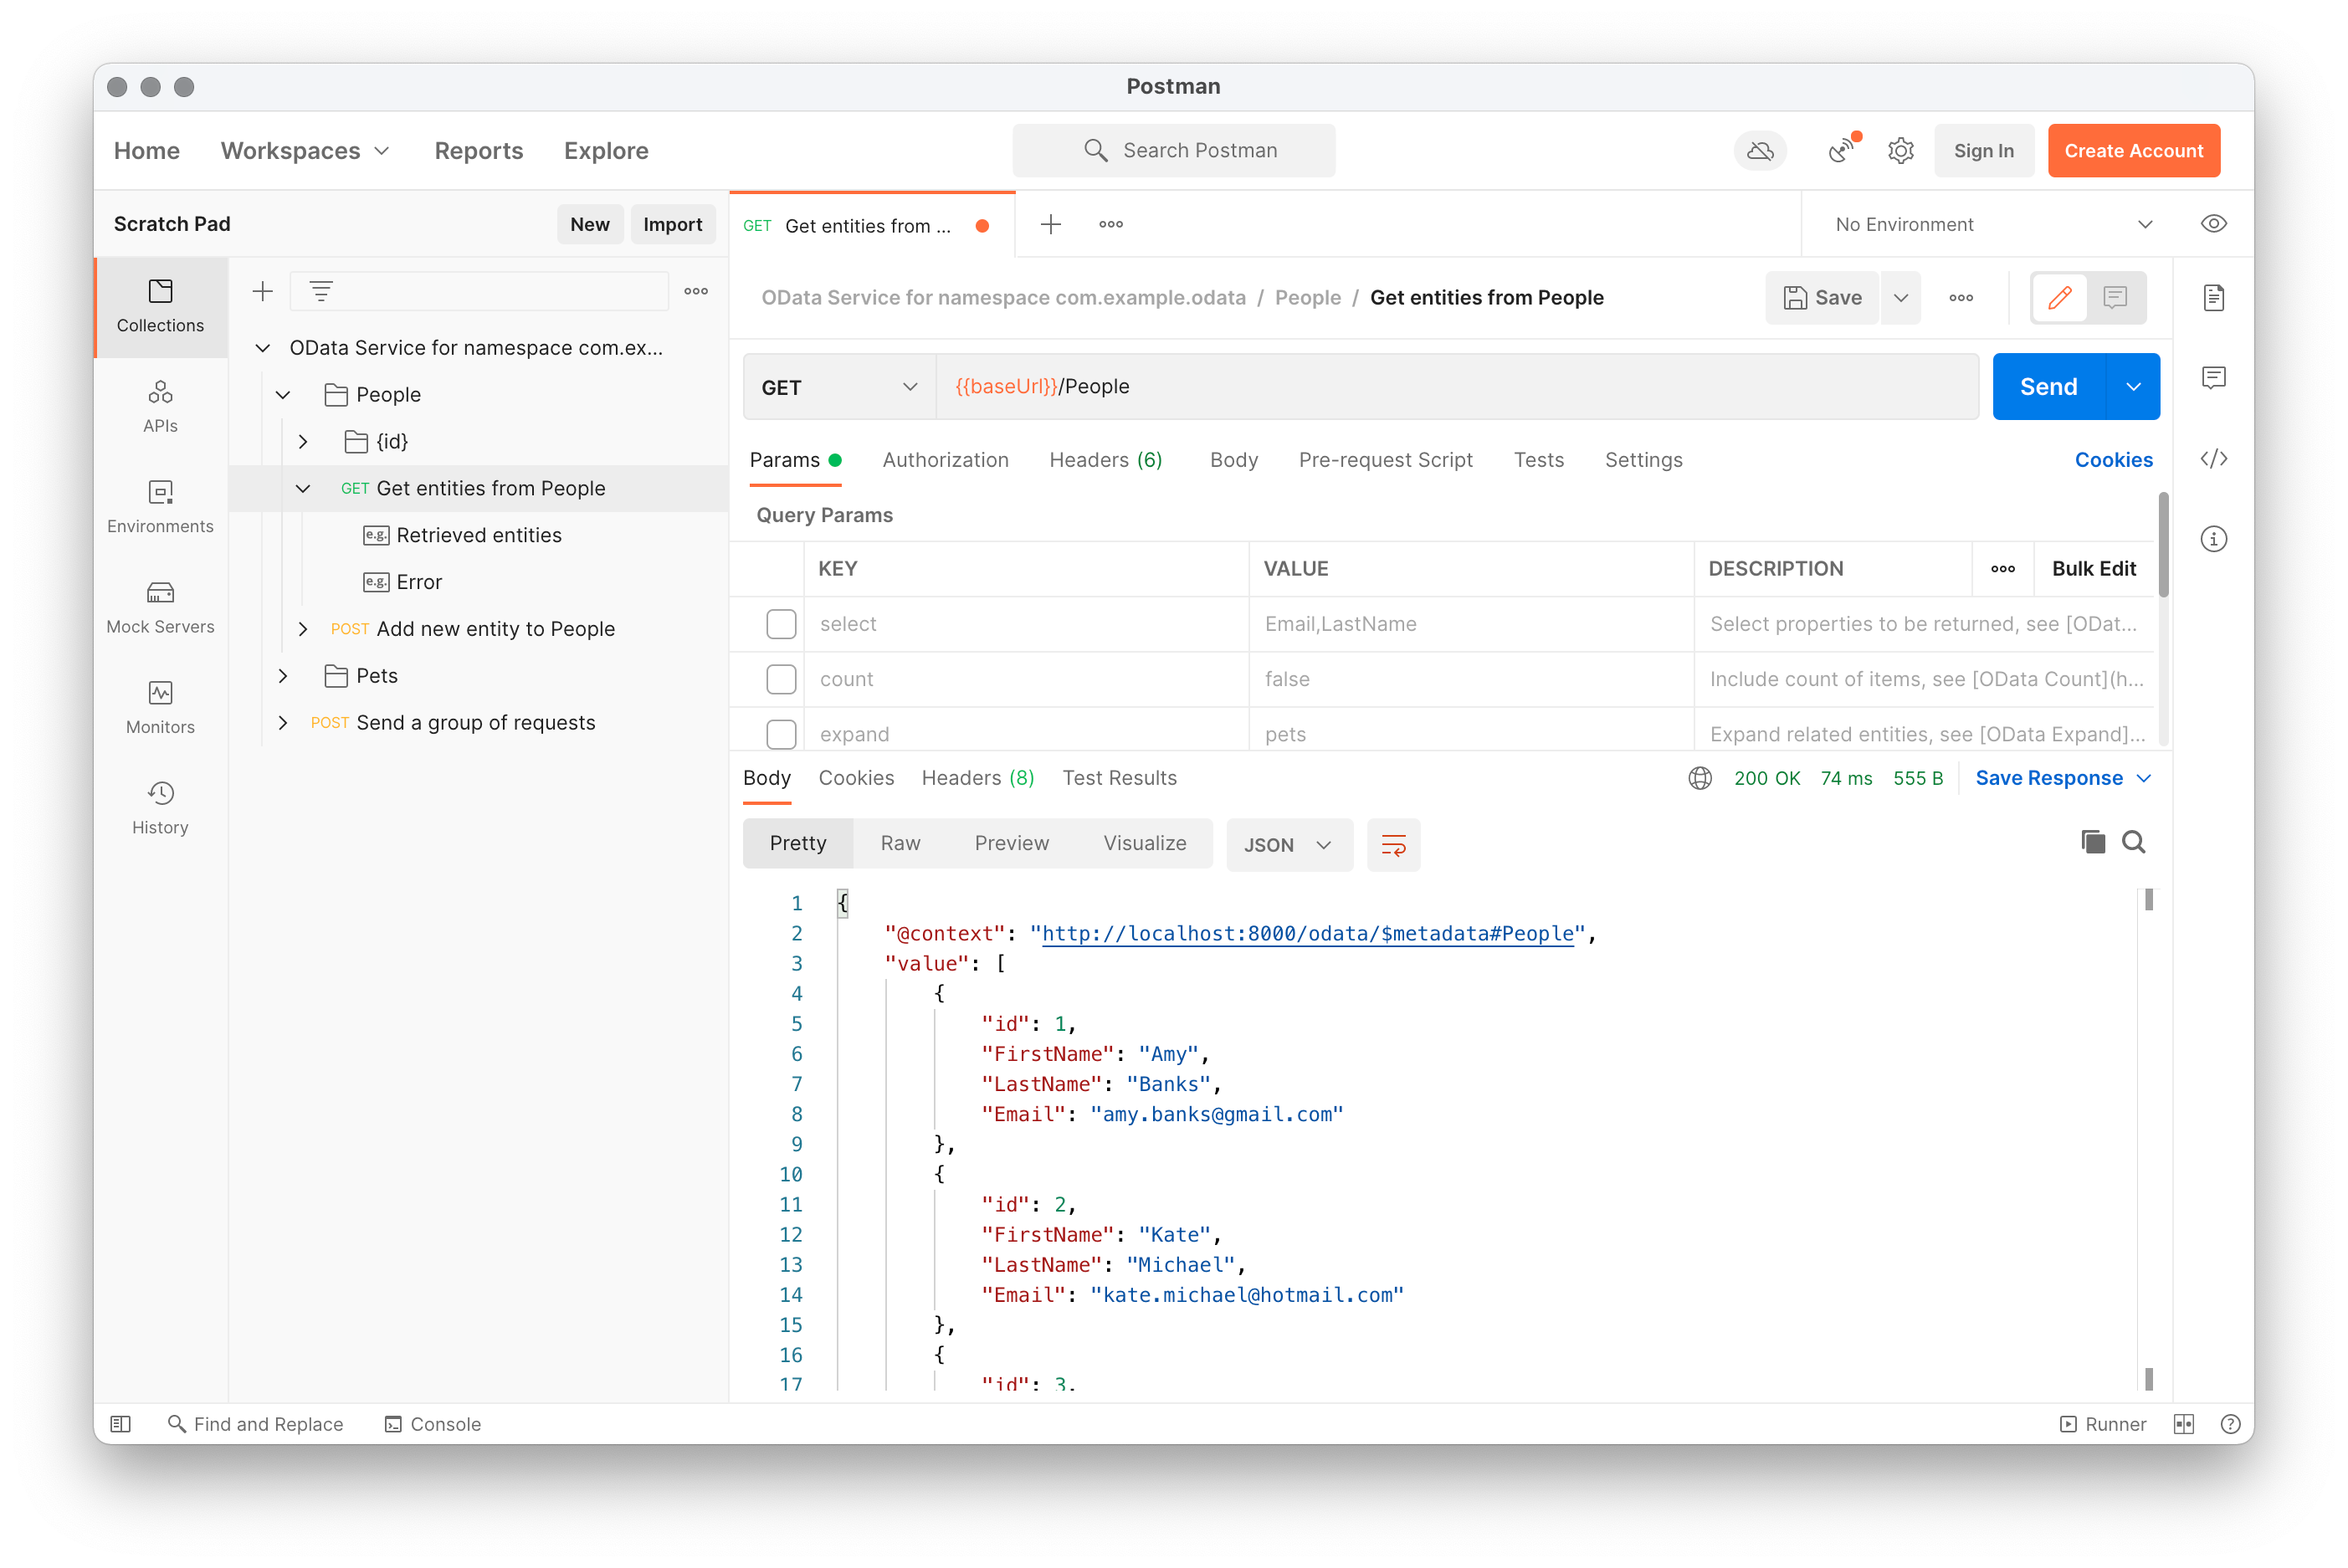 Postman
Home Workspaces Reports Explore Search Postman Sign In Create Account
Scratch Pad New Import
GET Get entities from ... No Environment
Collections
APIs
Environments
Mock Servers
Monitors
History
OData Service for namespace com.ex...
People
{id}
GET Get entities from People
e.g. Retrieved entities
e.g. Error
POST Add new entity to People
Pets
POST Send a group of requests
OData Service for namespace com.example.odata / People / Get entities from People Save
GET {{baseUrl}}/People Send
Params Authorization Headers (6) Body Pre-request Script Tests Settings Cookies
Query Params
KEY VALUE DESCRIPTION Bulk Edit
select Email,LastName Select properties to be returned, see [ODat...
count false Include count of items, see [OData Count](h...
expand pets Expand related entities, see [OData Expand]...
Body Cookies Headers (8) Test Results 200 OK 74 ms 555 B Save Response
Pretty Raw Preview Visualize JSON
1 {
2 "@context": "http://localhost:8000/odata/$metadata#People",
3 "value": [
4 {
5 "id": 1,
6 "FirstName": "Amy",
7 "LastName": "Banks",
8 "Email": "amy.banks@gmail.com"
9 },
10 {
11 "id": 2,
12 "FirstName": "Kate",
13 "LastName": "Michael",
14 "Email": "kate.michael@hotmail.com"
15 },
16 {
17 "id": 3,
Find and Replace Console Runner